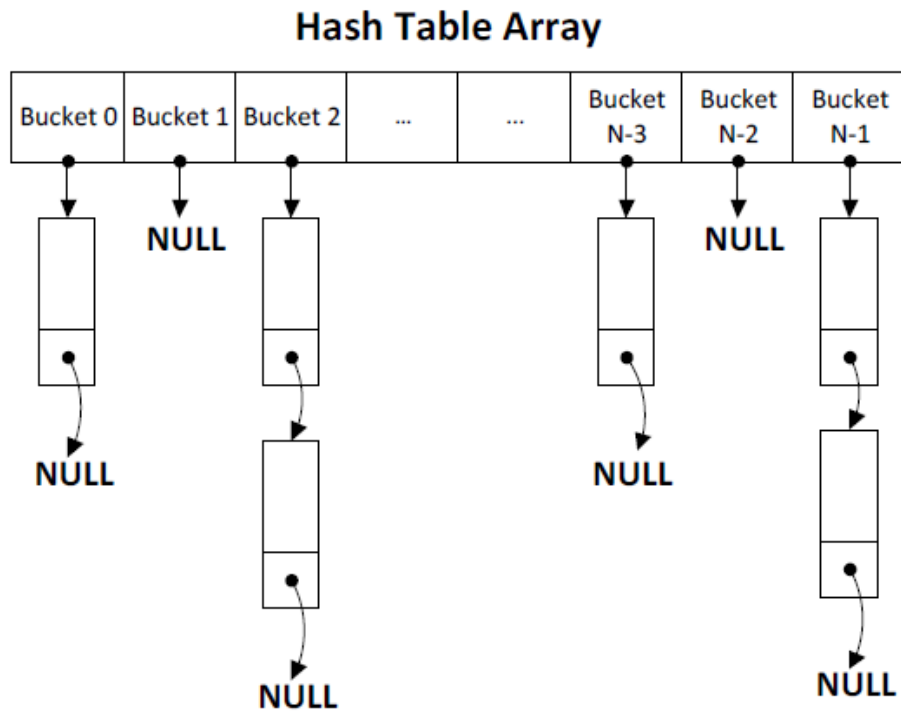 Hash Table Array
Bucket 0 Bucket 1 Bucket 2 ... ... Bucket N-3 Bucket N-2 Bucket N-1
NULL NULL
NULL NULL
NULL NULL